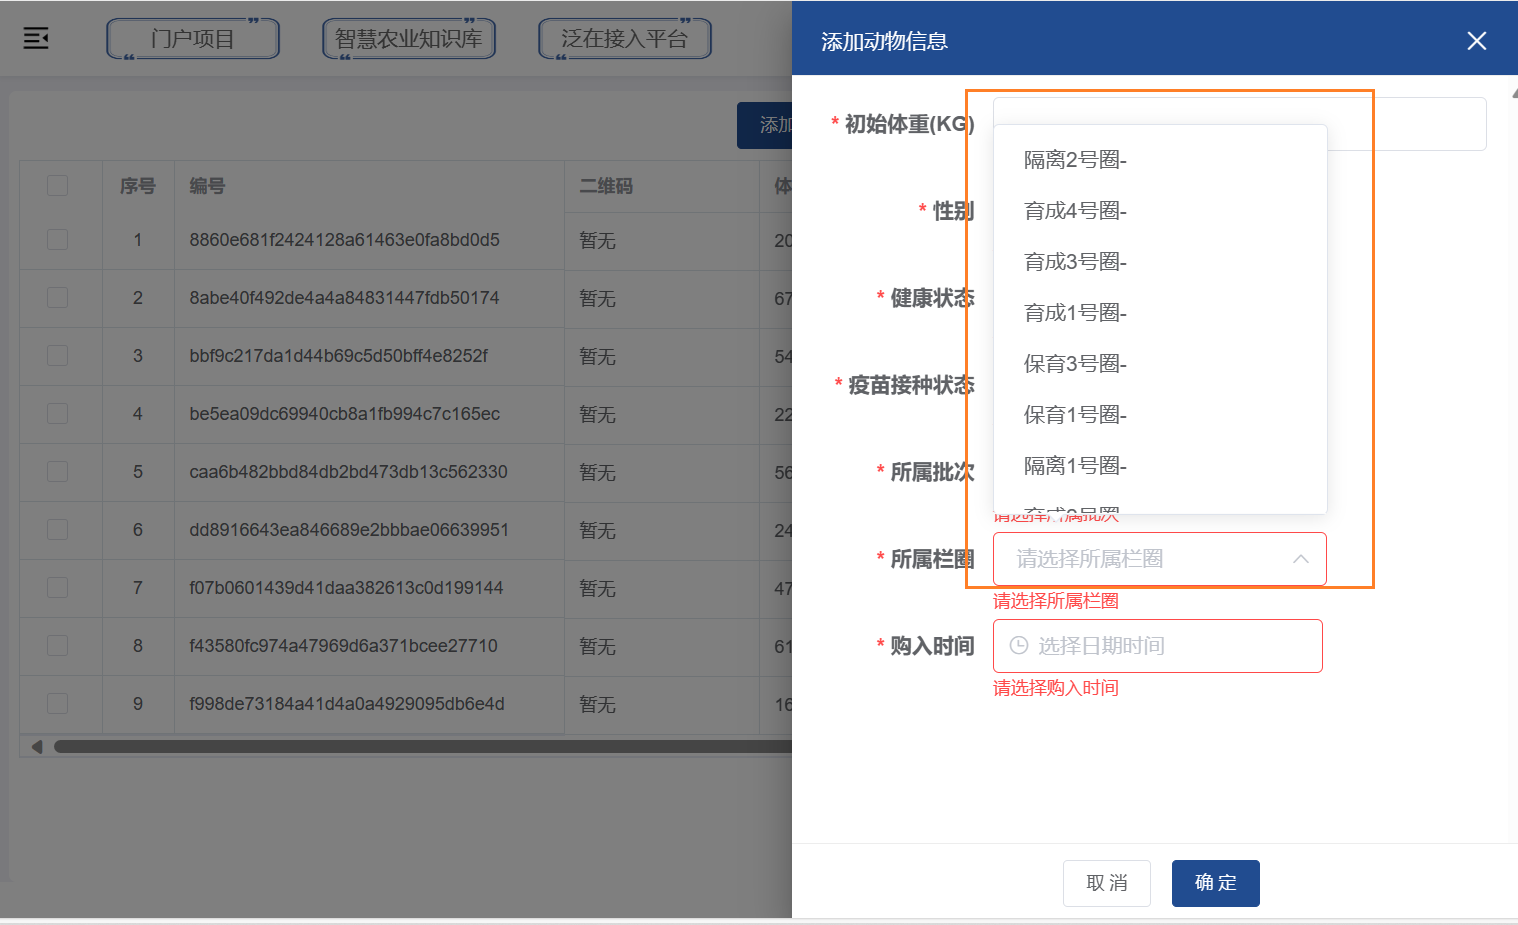 门户项目
智慧农业知识库
泛在接入平台
添加动物信息
添加
序号
编号
二维码
体
1
8860e681f2424128a61463e0fa8bd0d5
暂无
20
2
8abe40f492de4a4a84831447fdb50174
暂无
67
3
bbf9c217da1d44b69c5d50bff4e8252f
暂无
54
4
be5ea09dc69940cb8a1fb994c7c165ec
暂无
22
5
caa6b482bbd84db2bd473db13c562330
暂无
56
6
dd8916643ea846689e2bbbae06639951
暂无
24
7
f07b0601439d41daa382613c0d199144
暂无
47
8
f43580fc974a47969d6a371bcee27710
暂无
61
9
f998de73184a41d4a0a4929095db6e4d
暂无
16
* 初始体重(KG)
* 性别
* 健康状态
* 疫苗接种状态
* 所属批次
隔离2号圈-
育成4号圈-
育成3号圈-
育成1号圈-
保育3号圈-
保育1号圈-
隔离1号圈-
请选择所属批次
* 所属栏圈
请选择所属栏圈
请选择所属栏圈
* 购入时间
选择日期时间
请选择购入时间
取 消
确 定